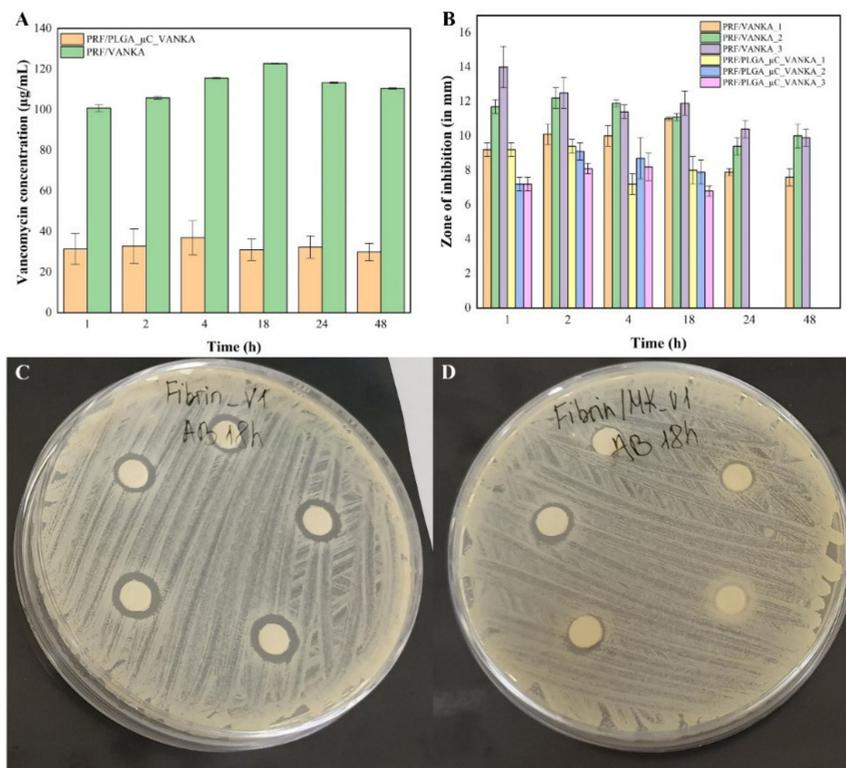 A
PRF/PLGA_µC_VANKA
PRF/VANKA
Vancomycin concentration (µg/mL)
140
120
100
80
60
40
20
0
1 2 4 18 24 48
Time (h)
B
PRF/VANKA_1
PRF/VANKA_2
PRF/VANKA_3
PRF/PLGA_µC_VANKA_1
PRF/PLGA_µC_VANKA_2
PRF/PLGA_µC_VANKA_3
Zone of inhibition (in mm)
16
14
12
10
8
6
4
2
0
1 2 4 18 24 48
Time (h)
C
Fibrin_V1
AB 18h
D
Fibrin/MK_V1
AB 18h